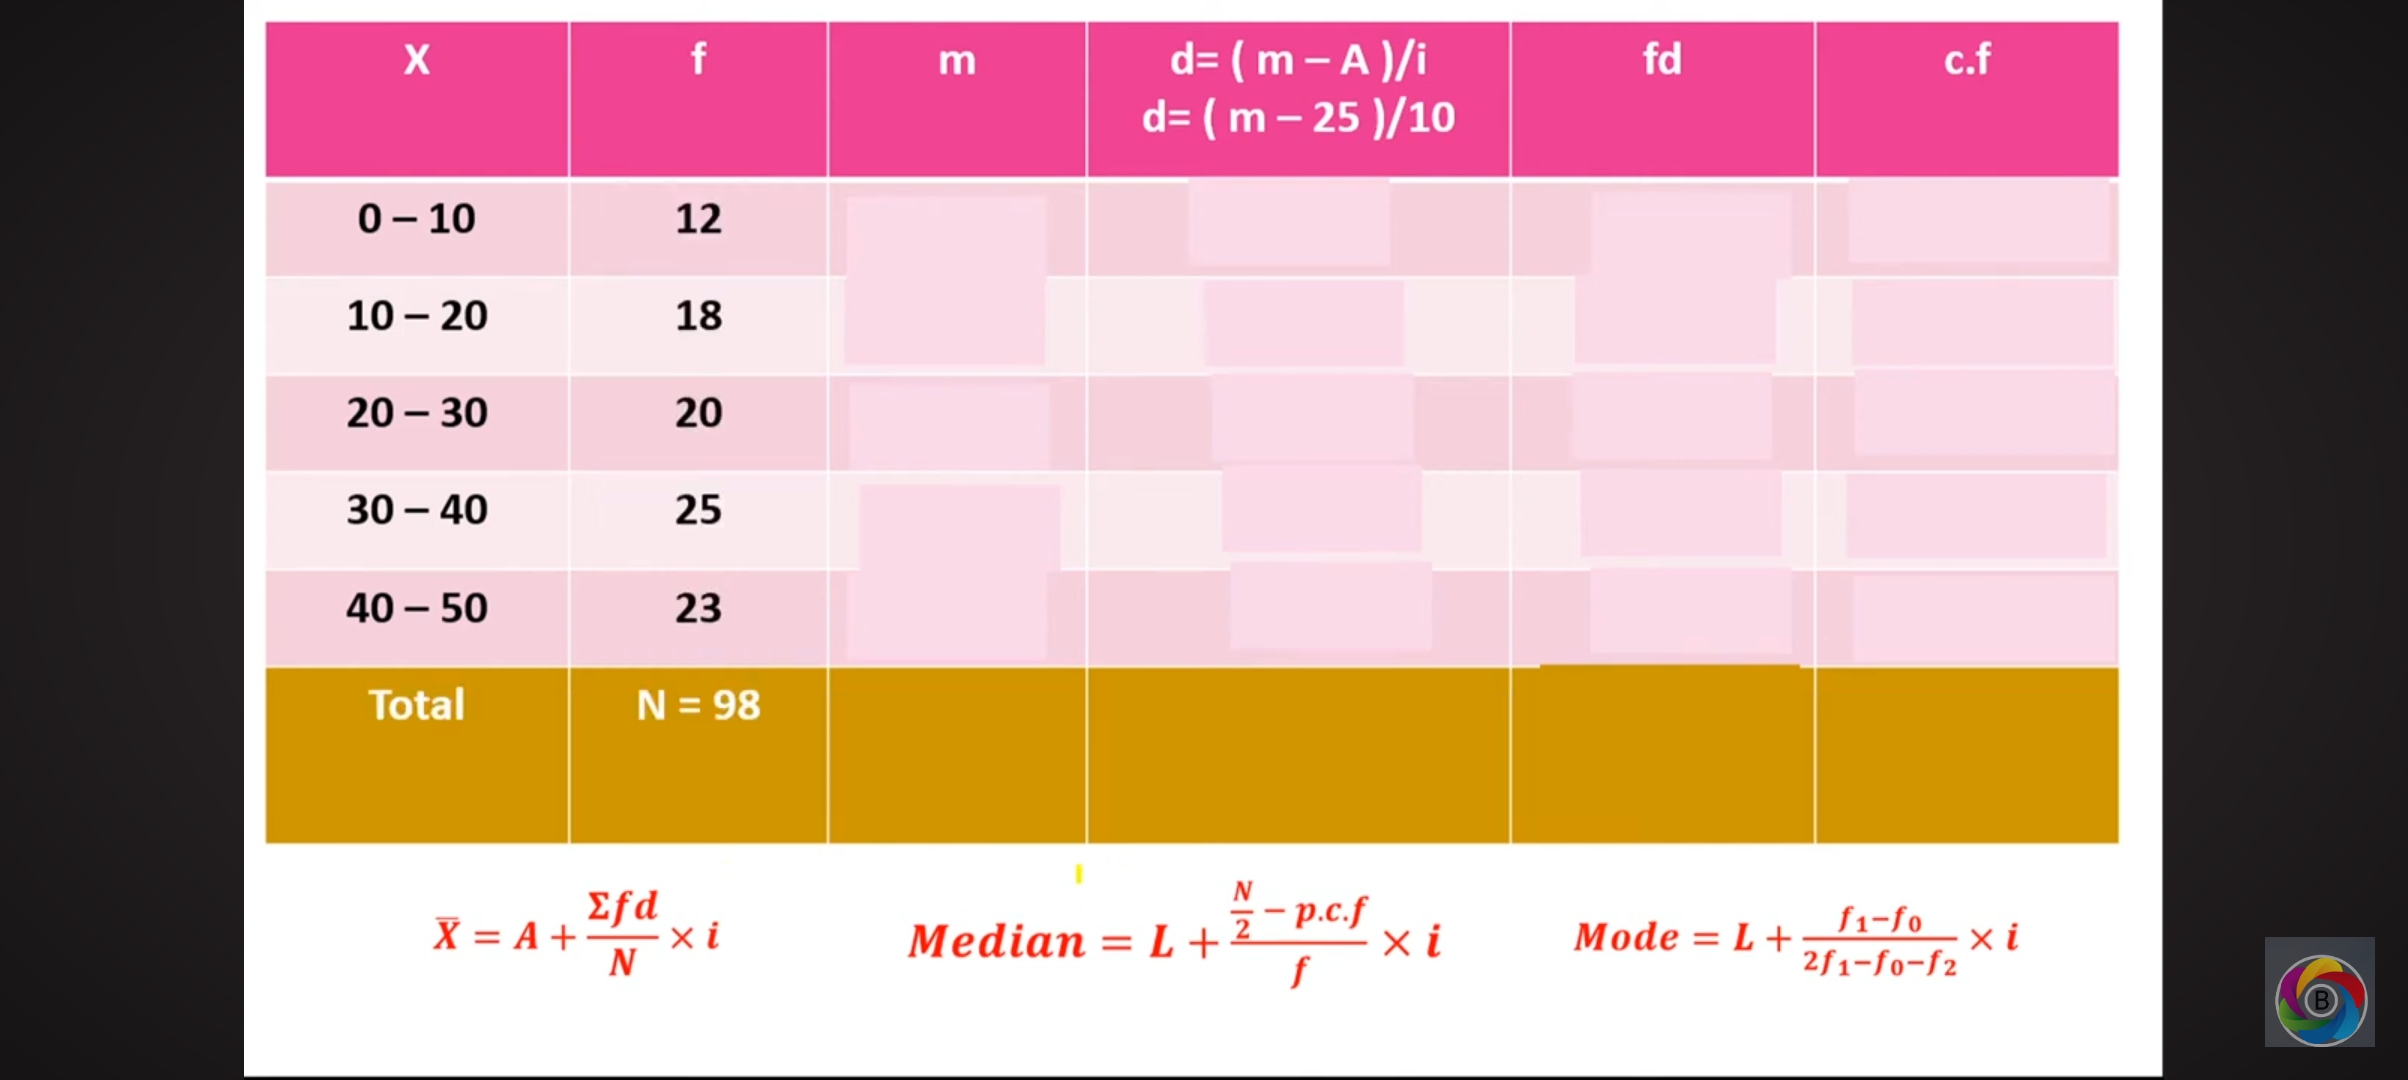 X f m d= ( m – A )/i fd c.f
d= ( m – 25 )/10
0 – 10 12
10 – 20 18
20 – 30 20
30 – 40 25
40 – 50 23
Total N = 98
X̅ = A + Σfd/N × i
Median = L + (N/2 − p.c.f)/f × i
Mode = L + (f₁−f₀)/(2f₁−f₀−f₂) × i
B